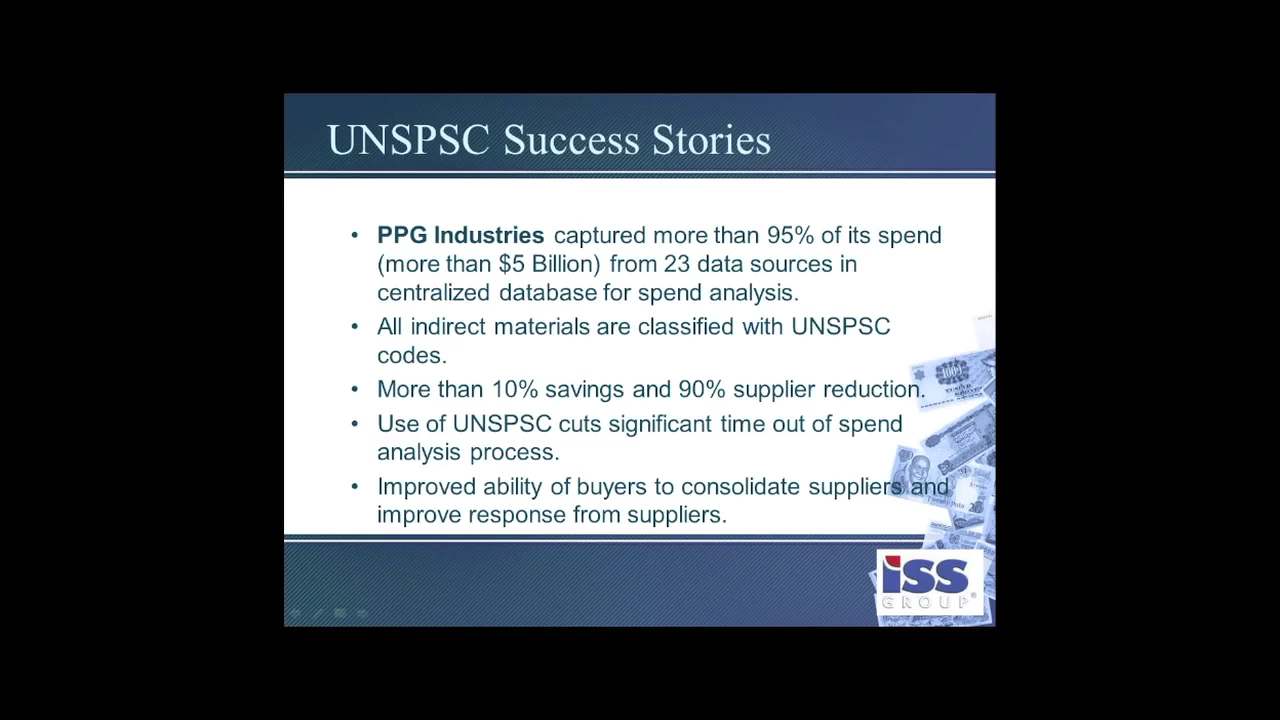 UNSPSC Success Stories
• PPG Industries captured more than 95% of its spend
(more than $5 Billion) from 23 data sources in
centralized database for spend analysis.
• All indirect materials are classified with UNSPSC
codes.
• More than 10% savings and 90% supplier reduction.
• Use of UNSPSC cuts significant time out of spend
analysis process.
• Improved ability of buyers to consolidate suppliers and
improve response from suppliers.
iss
GROUP®